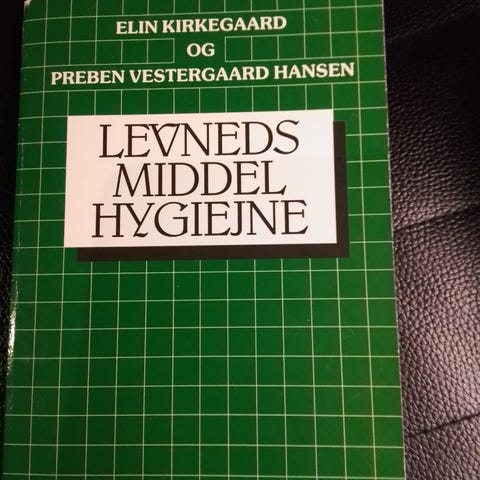 ELIN KIRKEGAARD
OG
PREBEN VESTERGAARD HANSEN
LEVNEDS
MIDDEL
HYGIEJNE